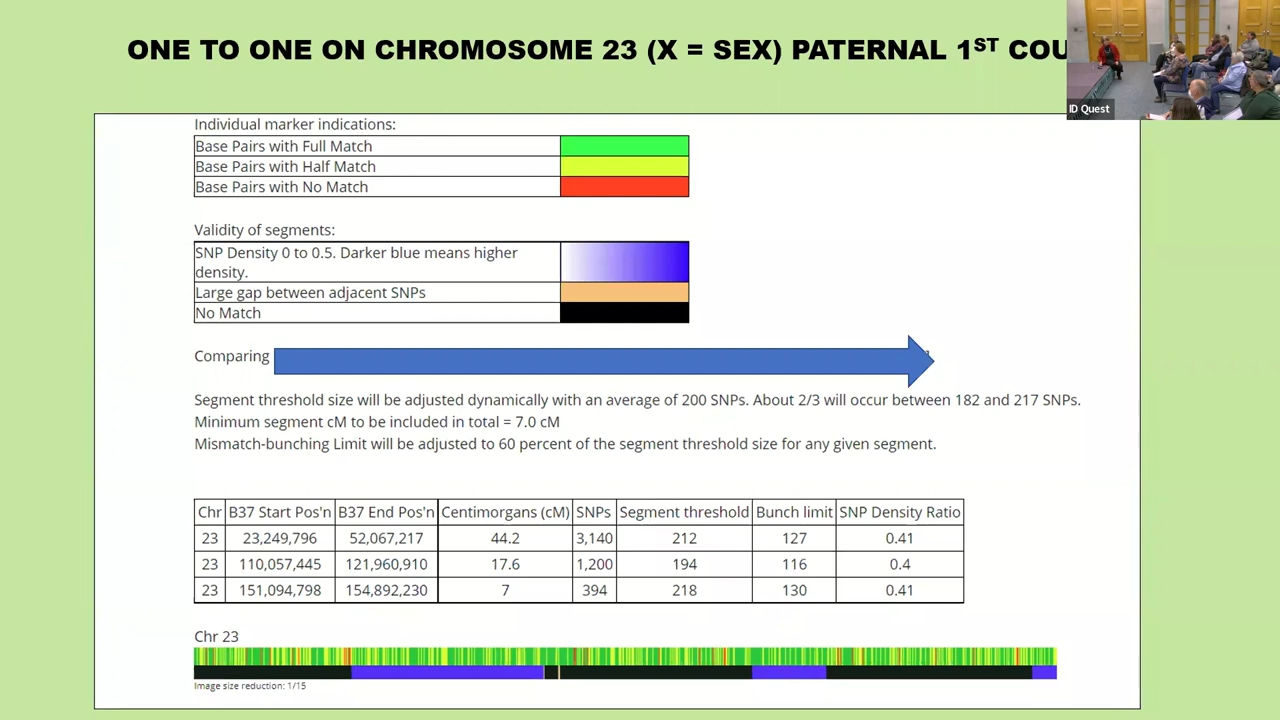 ONE TO ONE ON CHROMOSOME 23 (X = SEX) PATERNAL 1ST COU
ID Quest
Individual marker indications:
Base Pairs with Full Match
Base Pairs with Half Match
Base Pairs with No Match
Validity of segments:
SNP Density 0 to 0.5. Darker blue means higher
density.
Large gap between adjacent SNPs
No Match
Comparing
Segment threshold size will be adjusted dynamically with an average of 200 SNPs. About 2/3 will occur between 182 and 217 SNPs.
Minimum segment cM to be included in total = 7.0 cM
Mismatch-bunching Limit will be adjusted to 60 percent of the segment threshold size for any given segment.
Chr B37 Start Pos'n B37 End Pos'n Centimorgans (cM) SNPs Segment threshold Bunch limit SNP Density Ratio
23 23,249,796 52,067,217 44.2 3,140 212 127 0.41
23 110,057,445 121,960,910 17.6 1,200 194 116 0.4
23 151,094,798 154,892,230 7 394 218 130 0.41
Chr 23
Image size reduction: 1/15